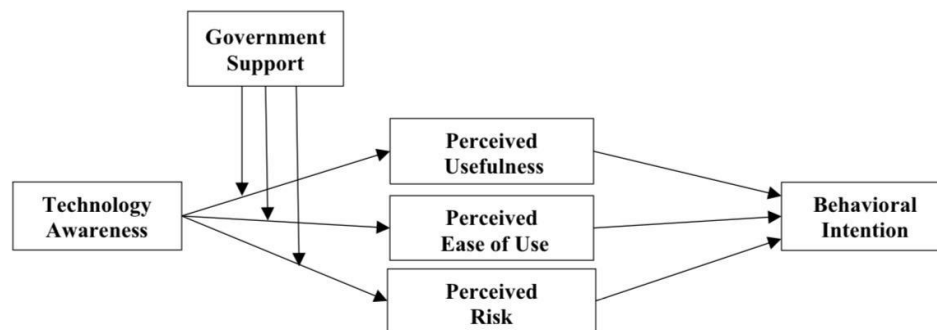 Government
Support
Perceived
Usefulness
Technology
Awareness
Perceived
Ease of Use
Behavioral
Intention
Perceived
Risk